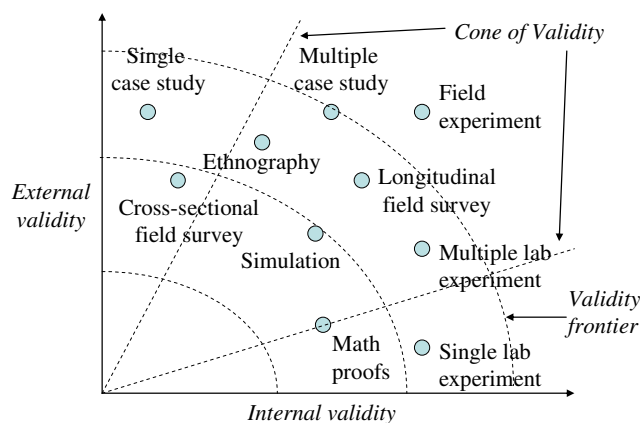 Cone of Validity
Single
case study
Multiple
case study
Field
experiment
Ethnography
External
validity
Cross-sectional
field survey
Longitudinal
field survey
Simulation
Multiple lab
experiment
Validity
frontier
Math
proofs
Single lab
experiment
Internal validity